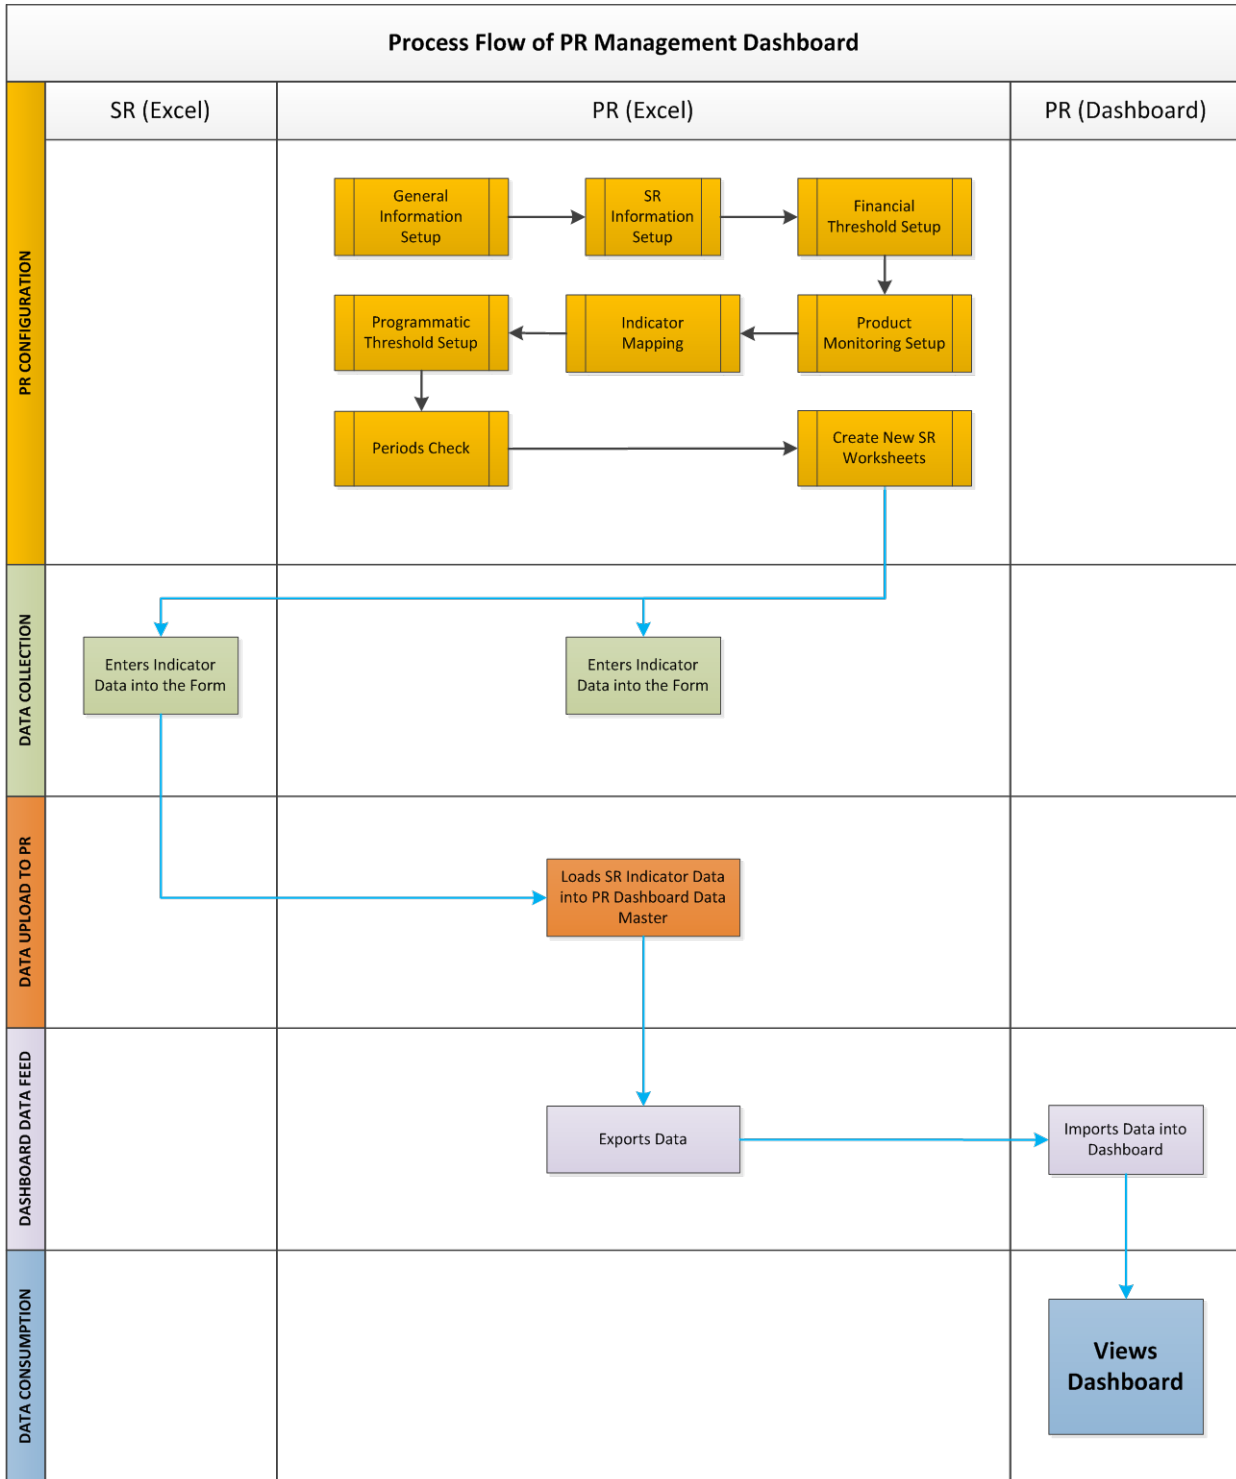 Process Flow of PR Management Dashboard
SR (Excel)
PR (Excel)
PR (Dashboard)
PR CONFIGURATION
General
Information
Setup
SR
Information
Setup
Financial
Threshold Setup
Programmatic
Threshold Setup
Indicator
Mapping
Product
Monitoring Setup
Periods Check
Create New SR
Worksheets
DATA COLLECTION
Enters Indicator
Data into the Form
Enters Indicator
Data into the Form
DATA UPLOAD TO PR
Loads SR Indicator Data
into PR Dashboard Data
Master
DASHBOARD DATA FEED
Exports Data
Imports Data into
Dashboard
DATA CONSUMPTION
Views
Dashboard